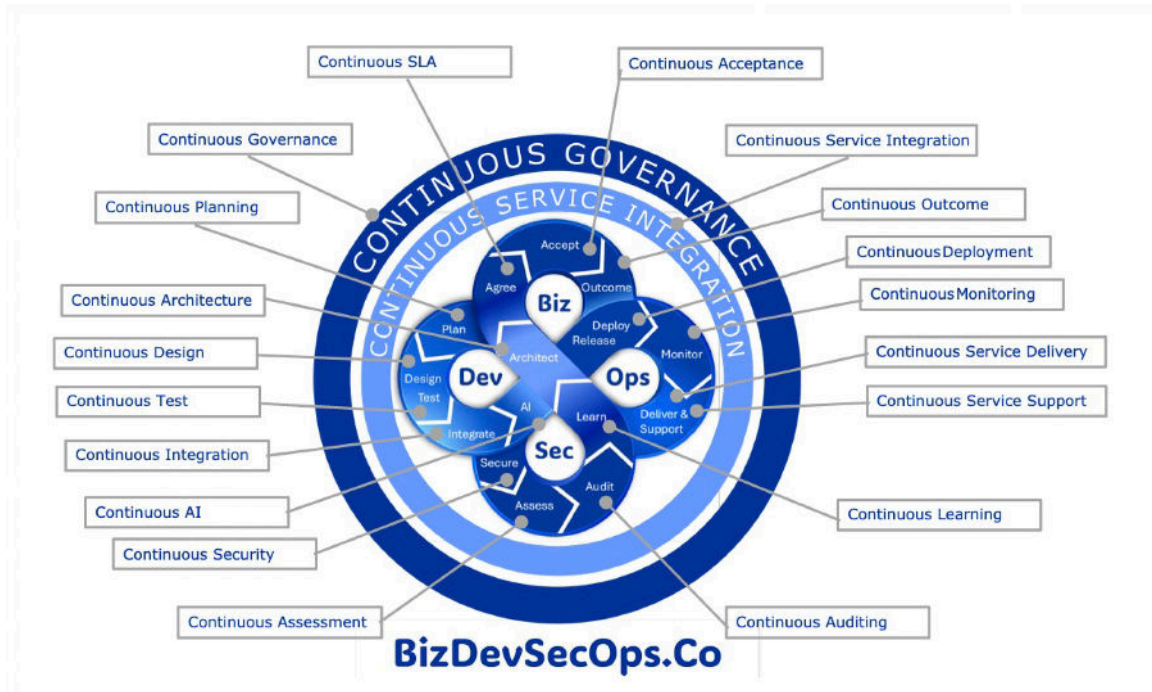 Continuous SLA
Continuous Acceptance
Continuous Governance
Continuous Service Integration
Continuous Planning
Continuous Outcome
Continuous Deployment
Continuous Architecture
Continuous Monitoring
Continuous Design
Continuous Service Delivery
Continuous Test
Continuous Service Support
Continuous Integration
Continuous AI
Continuous Learning
Continuous Security
Continuous Assessment
Continuous Auditing
CONTINUOUS GOVERNANCE
CONTINUOUS SERVICE INTEGRATION
Accept
Agree
Outcome
Biz
Plan
Deploy
Release
Architect
Monitor
Design
Dev
Ops
Test
AI
Learn
Deliver &
Support
Integrate
Sec
Secure
Audit
Assess
BizDevSecOps.Co